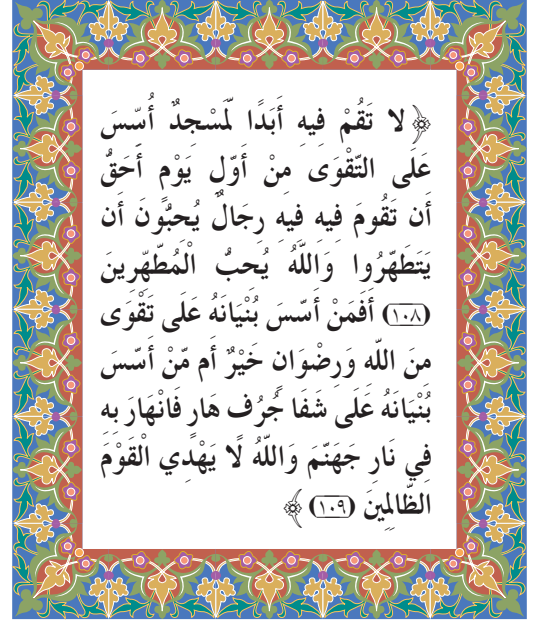 ﴿لا تَقُمْ فِيهِ أَبَدًا لَّمَسْجِدٌ أُسِّسَ
عَلَى التَّقْوَى مِنْ أَوَّلِ يَوْمٍ أَحَقُّ
أَن تَقُومَ فِيهِ فِيهِ رِجَالٌ يُحِبُّونَ أَن
يَتَطَهَّرُوا وَاللَّهُ يُحِبُّ الْمُطَّهِّرِينَ
(١٠٨) أَفَمَنْ أَسَّسَ بُنْيَانَهُ عَلَى تَقْوَى
مِنَ اللَّهِ وَرِضْوَانٍ خَيْرٌ أَم مَّنْ أَسَّسَ
بُنْيَانَهُ عَلَى شَفَا جُرُفٍ هَارٍ فَانْهَارَ بِهِ
فِي نَارِ جَهَنَّمَ وَاللَّهُ لَا يَهْدِي الْقَوْمَ
الظَّالِمِينَ (١٠٩) ﴾